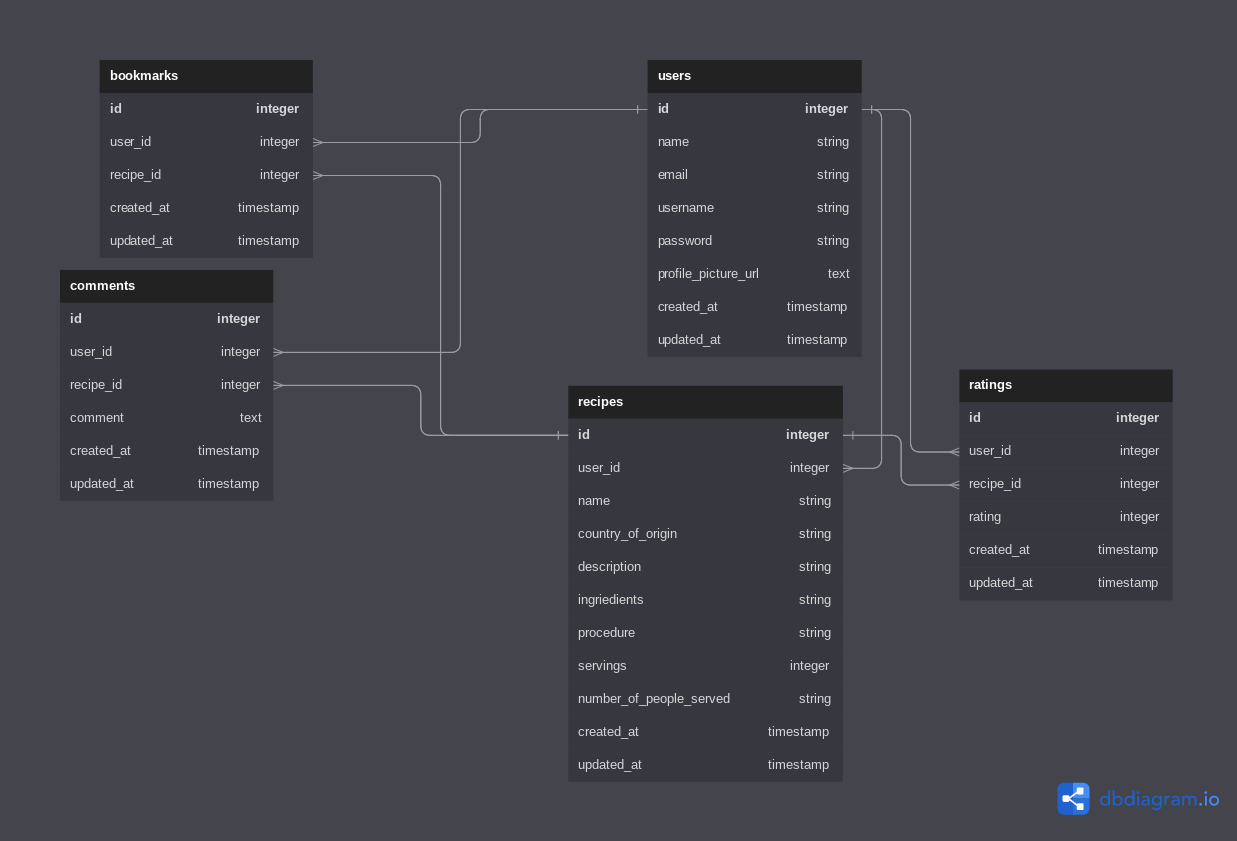 bookmarks
id integer
user_id integer
recipe_id integer
created_at timestamp
updated_at timestamp
comments
id integer
user_id integer
recipe_id integer
comment text
created_at timestamp
updated_at timestamp
users
id integer
name string
email string
username string
password string
profile_picture_url text
created_at timestamp
updated_at timestamp
recipes
id integer
user_id integer
name string
country_of_origin string
description string
ingriedients string
procedure string
servings integer
number_of_people_served string
created_at timestamp
updated_at timestamp
ratings
id integer
user_id integer
recipe_id integer
rating integer
created_at timestamp
updated_at timestamp
dbdiagram.io